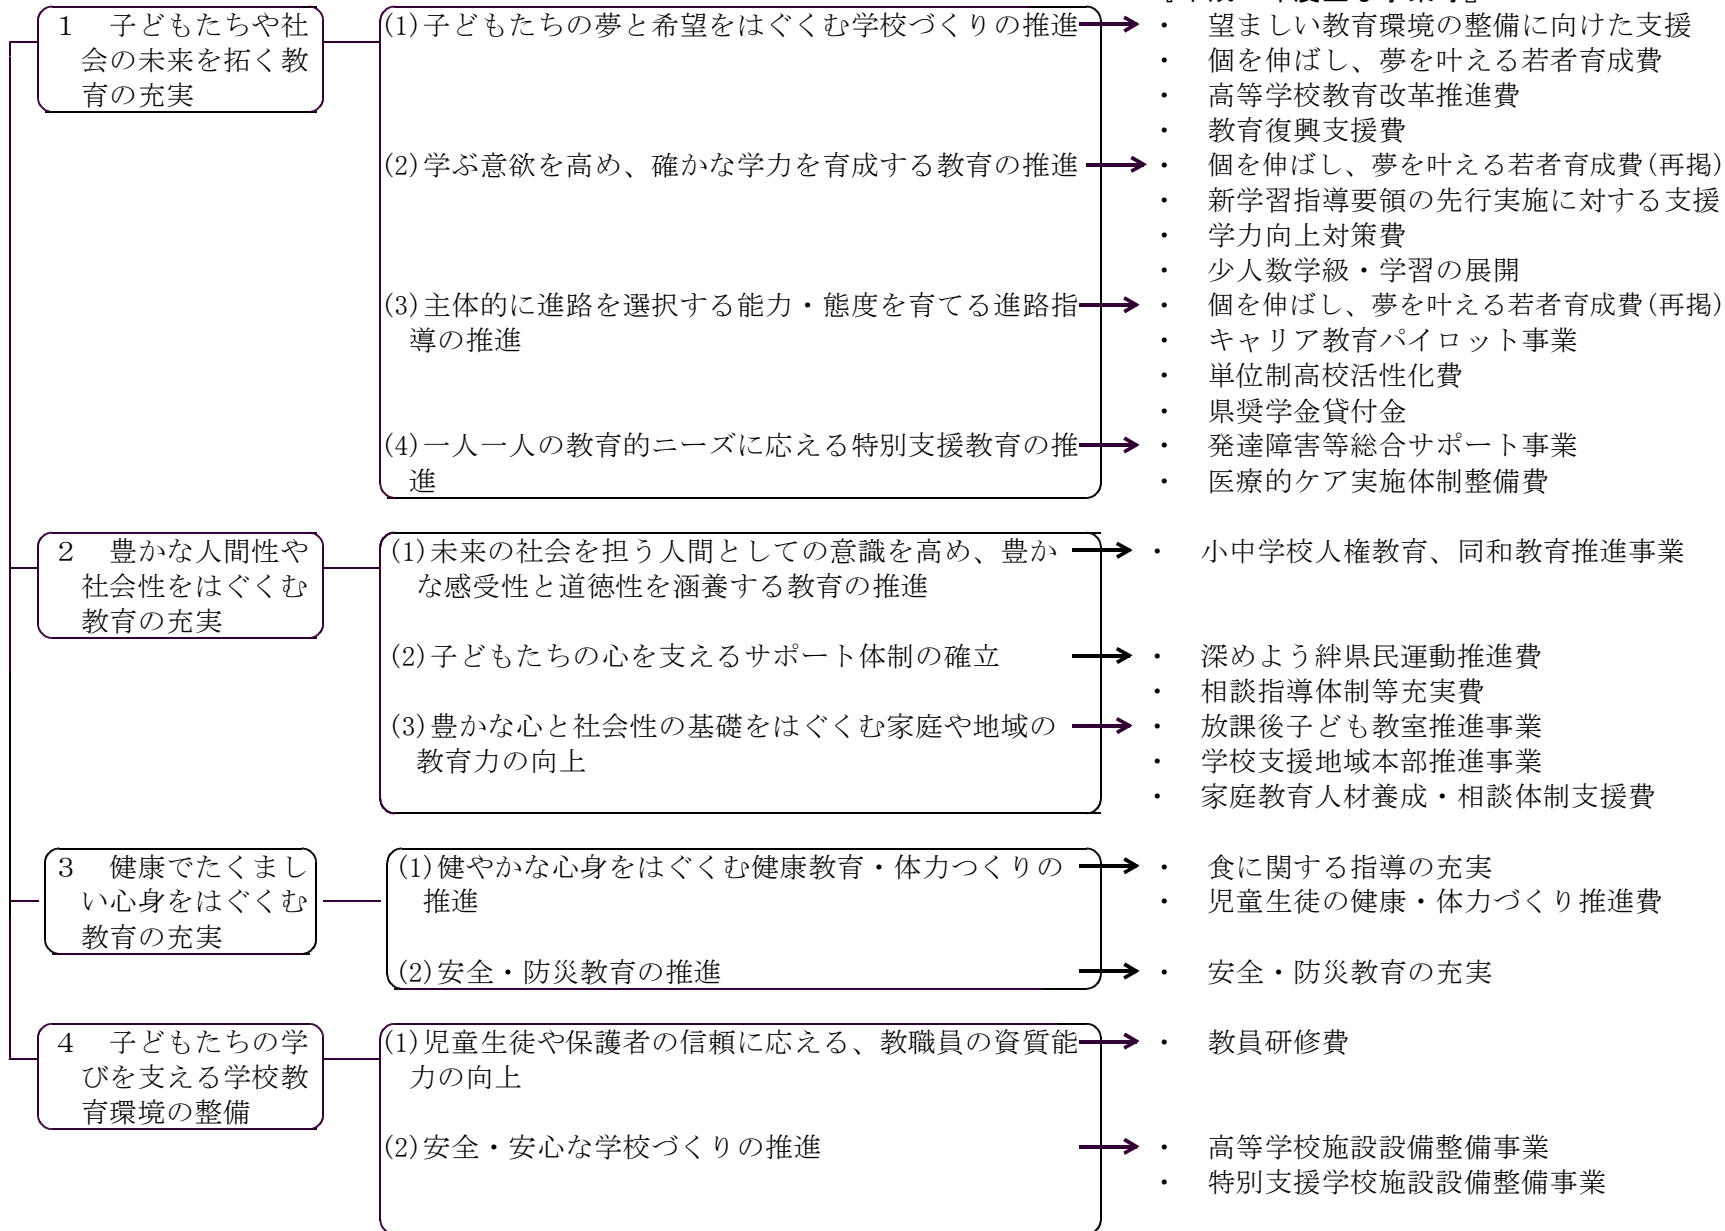 1 子どもたちや社
会の未来を拓く教
育の充実
(1)子どもたちの夢と希望をはぐくむ学校づくりの推進
・ 望ましい教育環境の整備に向けた支援
・ 個を伸ばし、夢を叶える若者育成費
・ 高等学校教育改革推進費
・ 教育復興支援費
(2)学ぶ意欲を高め、確かな学力を育成する教育の推進
・ 個を伸ばし、夢を叶える若者育成費(再掲)
・ 新学習指導要領の先行実施に対する支援
・ 学力向上対策費
・ 少人数学級・学習の展開
(3)主体的に進路を選択する能力・態度を育てる進路指
導の推進
・ 個を伸ばし、夢を叶える若者育成費(再掲)
・ キャリア教育パイロット事業
・ 単位制高校活性化費
・ 県奨学金貸付金
(4)一人一人の教育的ニーズに応える特別支援教育の推
進
・ 発達障害等総合サポート事業
・ 医療的ケア実施体制整備費
2 豊かな人間性や
社会性をはぐくむ
教育の充実
(1)未来の社会を担う人間としての意識を高め、豊か
な感受性と道徳性を涵養する教育の推進
・ 小中学校人権教育、同和教育推進事業
(2)子どもたちの心を支えるサポート体制の確立
・ 深めよう絆県民運動推進費
・ 相談指導体制等充実費
(3)豊かな心と社会性の基礎をはぐくむ家庭や地域の
教育力の向上
・ 放課後子ども教室推進事業
・ 学校支援地域本部推進事業
・ 家庭教育人材養成・相談体制支援費
3 健康でたくまし
い心身をはぐくむ
教育の充実
(1)健やかな心身をはぐくむ健康教育・体力つくりの
推進
・ 食に関する指導の充実
・ 児童生徒の健康・体力づくり推進費
(2)安全・防災教育の推進
・ 安全・防災教育の充実
4 子どもたちの学
びを支える学校教
育環境の整備
(1)児童生徒や保護者の信頼に応える、教職員の資質能
力の向上
・ 教員研修費
(2)安全・安心な学校づくりの推進
・ 高等学校施設設備整備事業
・ 特別支援学校施設設備整備事業